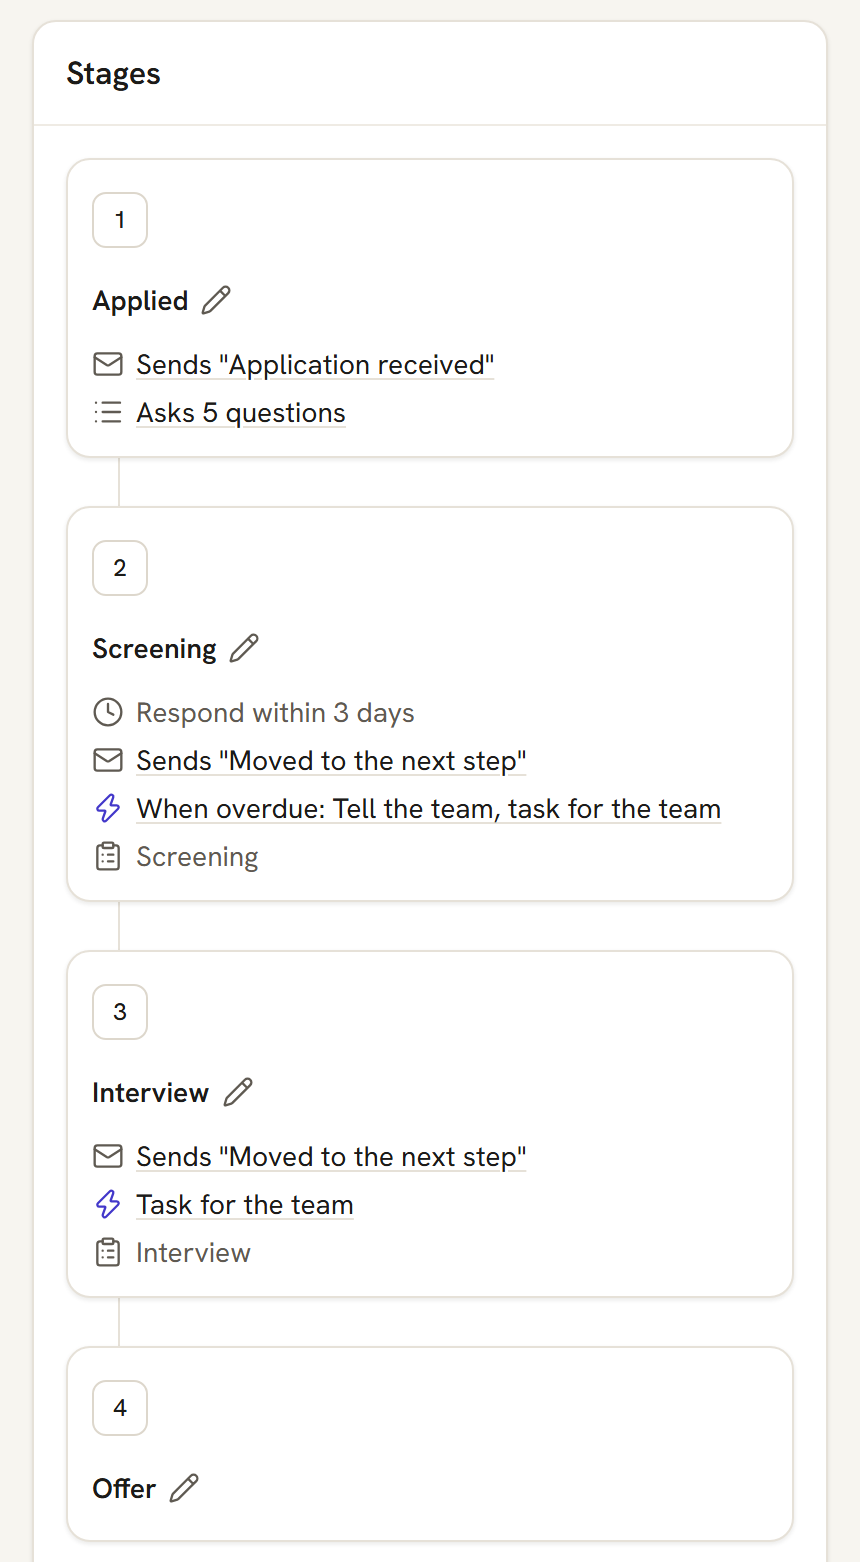 Stages
1
Applied
Sends "Application received"
Asks 5 questions
2
Screening
Respond within 3 days
Sends "Moved to the next step"
When overdue: Tell the team, task for the team
Screening
3
Interview
Sends "Moved to the next step"
Task for the team
Interview
4
Offer